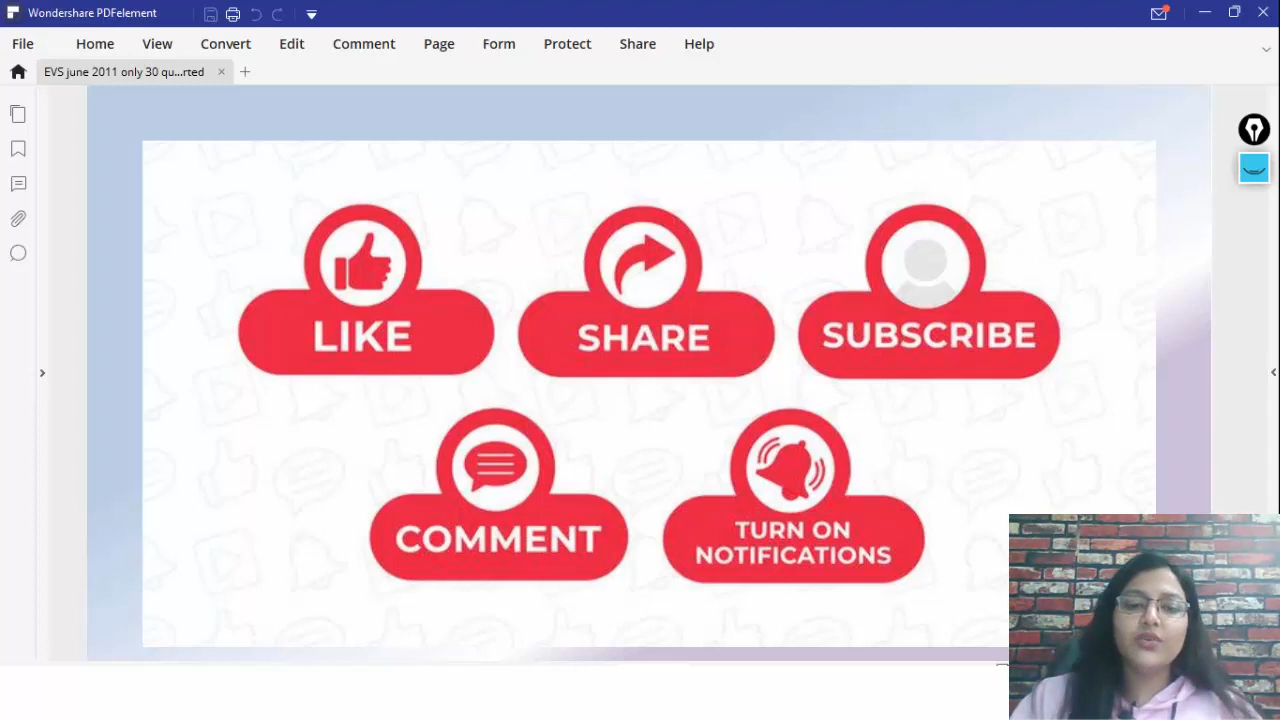 Wondershare PDFelement
File Home View Convert Edit Comment Page Form Protect Share Help
EVS june 2011 only 30 qu...rted
LIKE
SHARE
SUBSCRIBE
COMMENT
TURN ON
NOTIFICATIONS